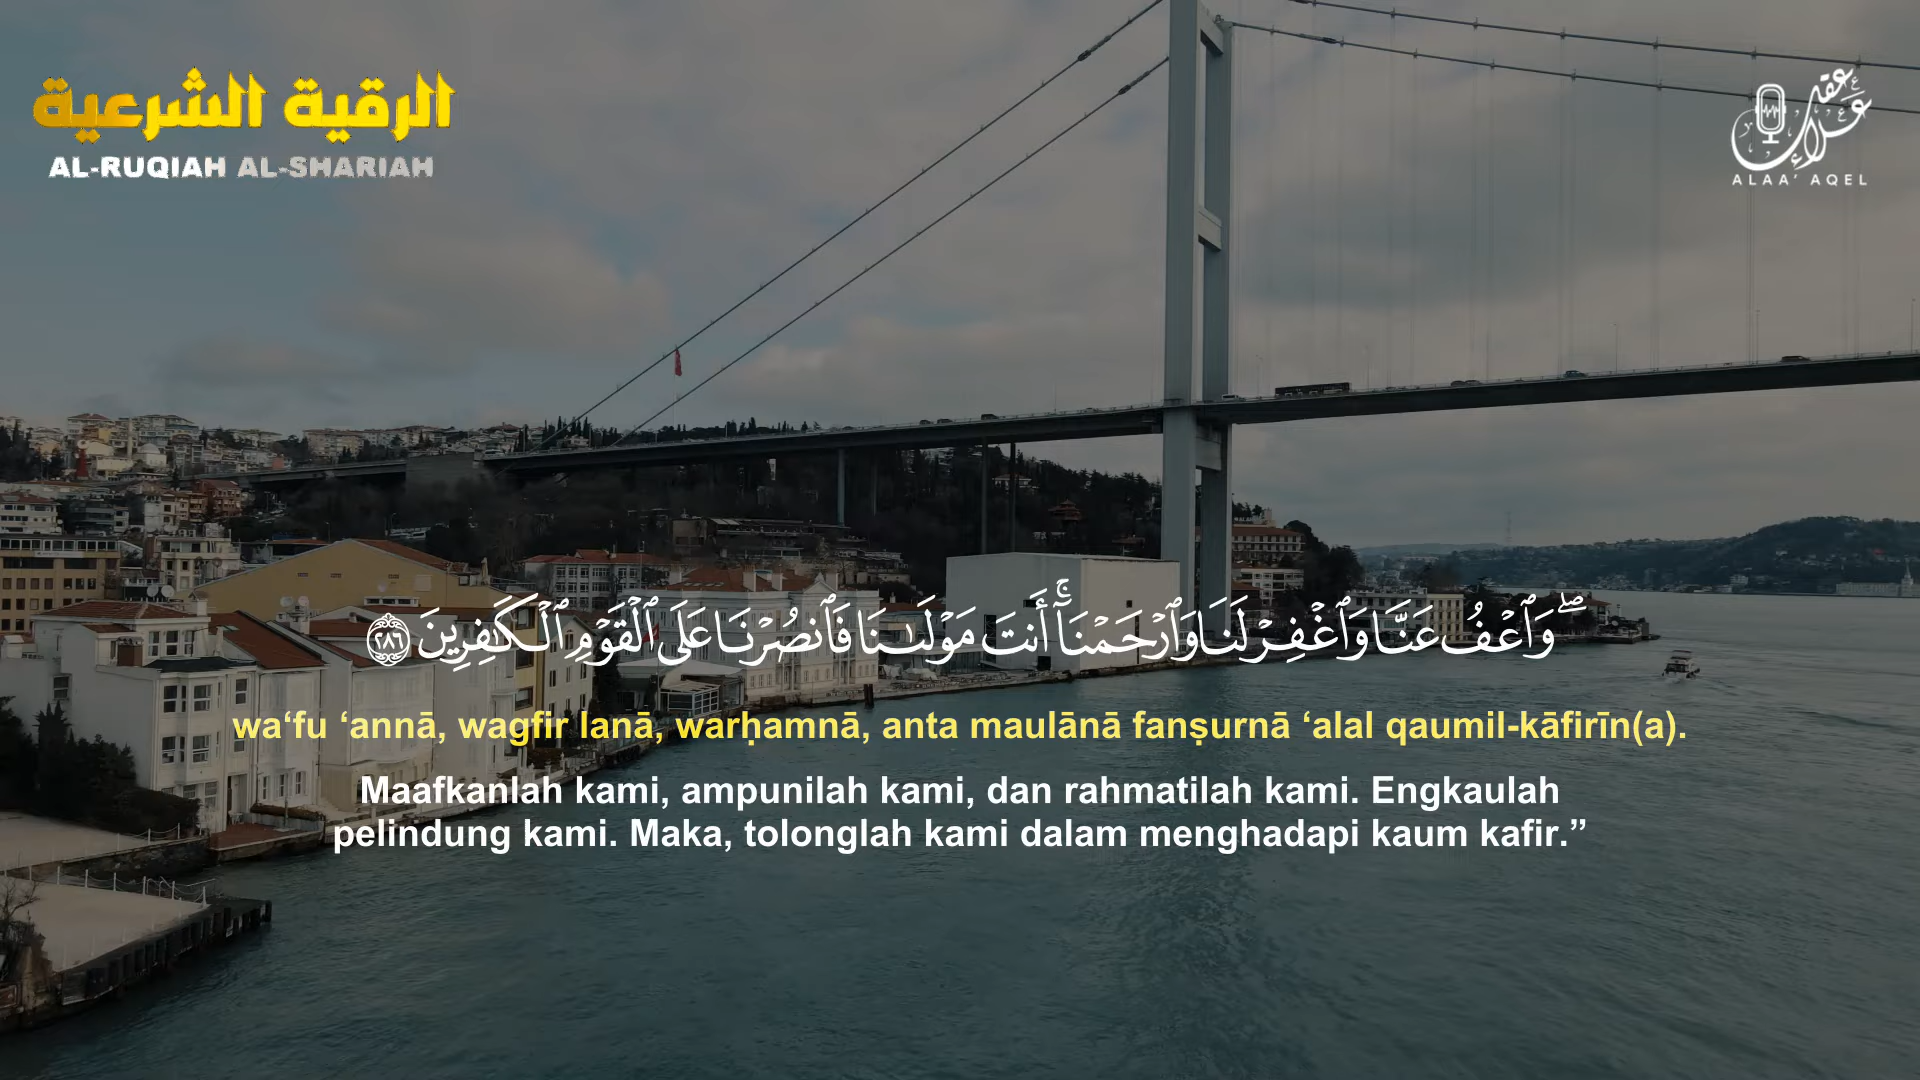 الرقية الشرعية
AL-RUQIAH AL-SHARIAH
علاء عقل
ALAA' AQEL
ۖ وَٱعْفُ عَنَّا وَٱغْفِرْ لَنَا وَٱرْحَمْنَآ ۚ أَنتَ مَوْلَىٰنَا فَٱنصُرْنَا عَلَى ٱلْقَوْمِ ٱلْكَـٰفِرِينَ ٢٨٦
wa‘fu ‘annā, wagfir lanā, warḥamnā, anta maulānā fanṣurnā ‘alal qaumil-kāfirīn(a).
Maafkanlah kami, ampunilah kami, dan rahmatilah kami. Engkaulah
pelindung kami. Maka, tolonglah kami dalam menghadapi kaum kafir.”